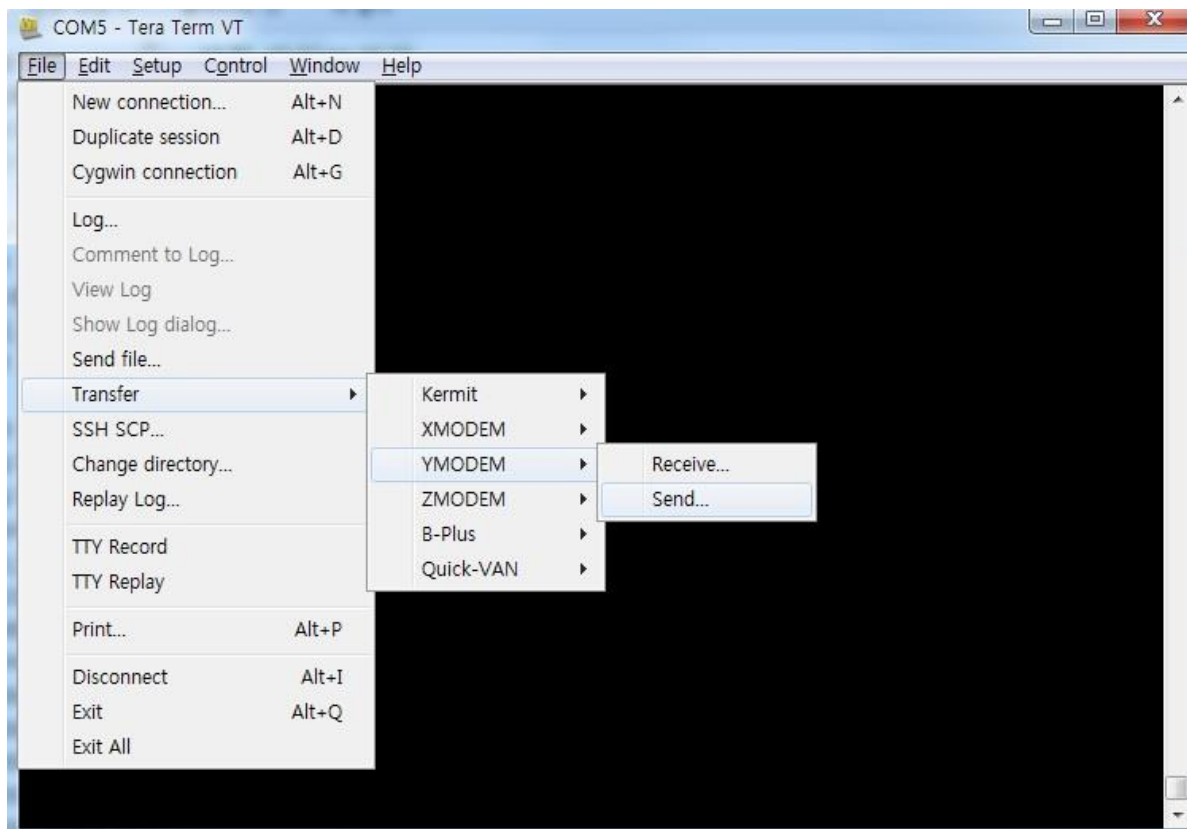 COM5 - Tera Term VT
File Edit Setup Control Window Help
New connection... Alt+N
Duplicate session Alt+D
Cygwin connection Alt+G
Log...
Comment to Log...
View Log
Show Log dialog...
Send file...
Transfer
SSH SCP...
Change directory...
Replay Log...
TTY Record
TTY Replay
Print... Alt+P
Disconnect Alt+I
Exit Alt+Q
Exit All
Kermit
XMODEM
YMODEM
ZMODEM
B-Plus
Quick-VAN
Receive...
Send...